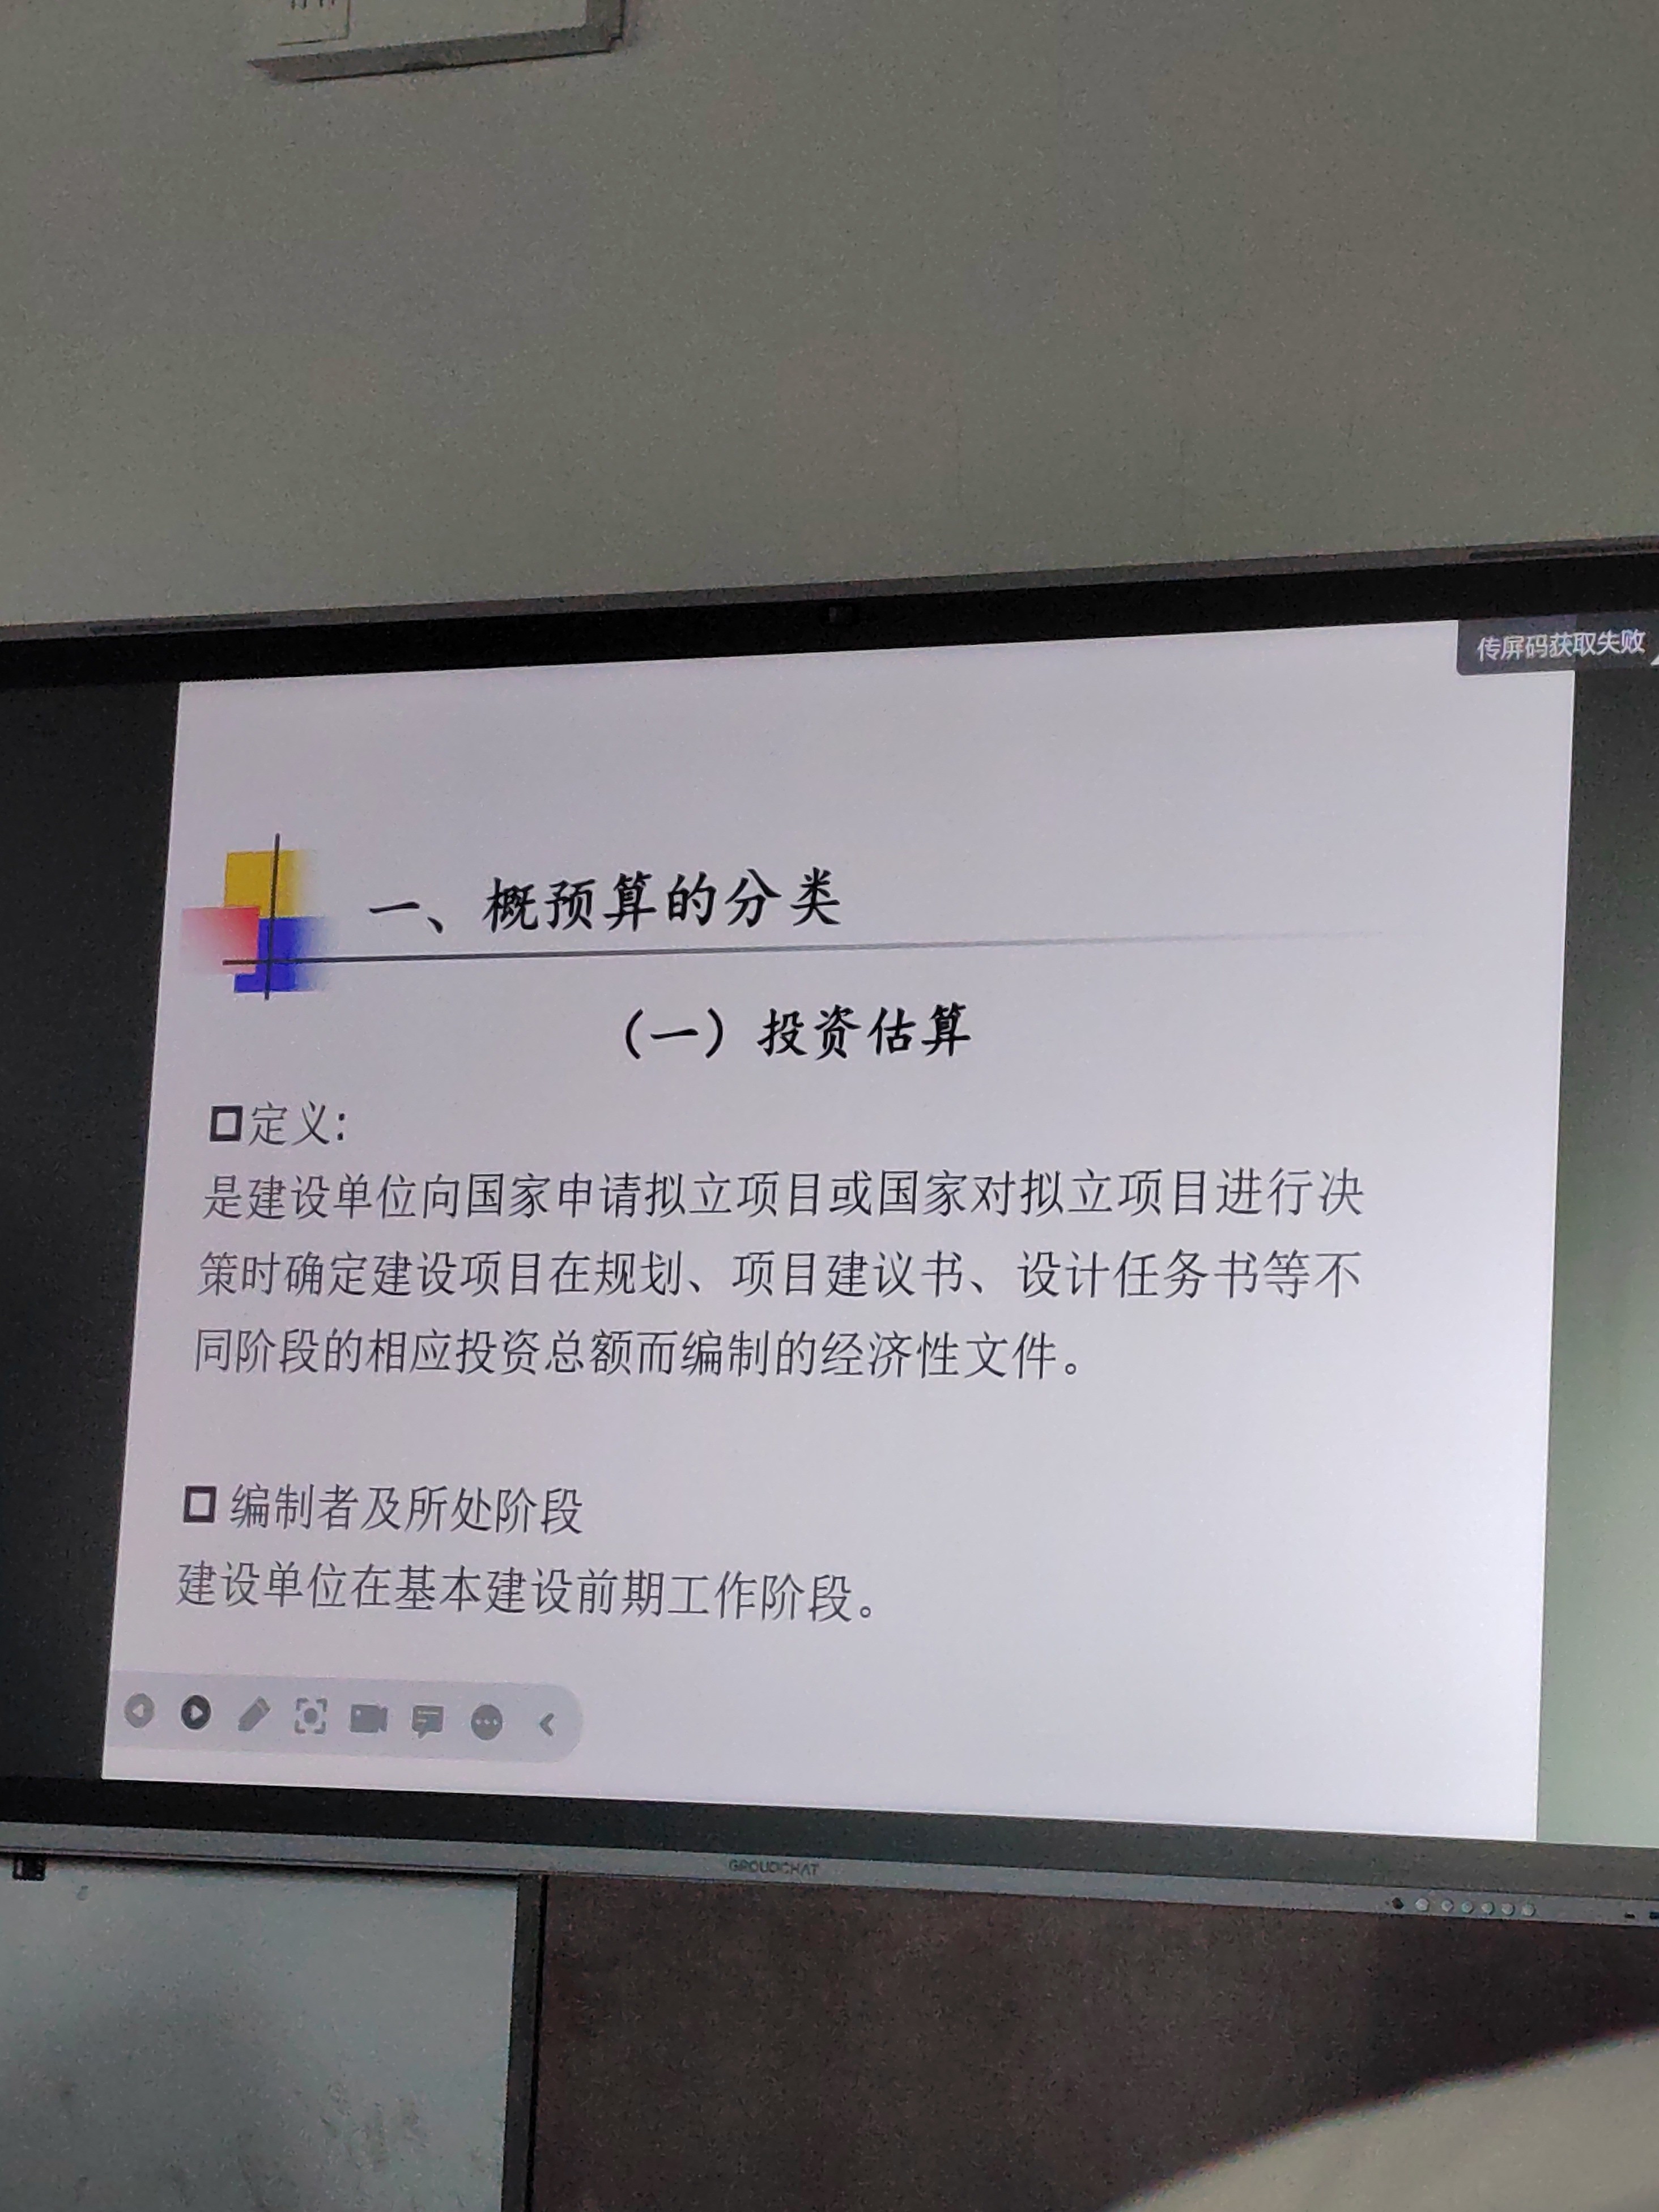 传屏码获取失败
一、概预算的分类
（一）投资估算
定义：
是建设单位向国家申请拟立项目或国家对拟立项目进行决
策时确定建设项目在规划、项目建议书、设计任务书等不
同阶段的相应投资总额而编制的经济性文件。
编制者及所处阶段
建设单位在基本建设前期工作阶段。